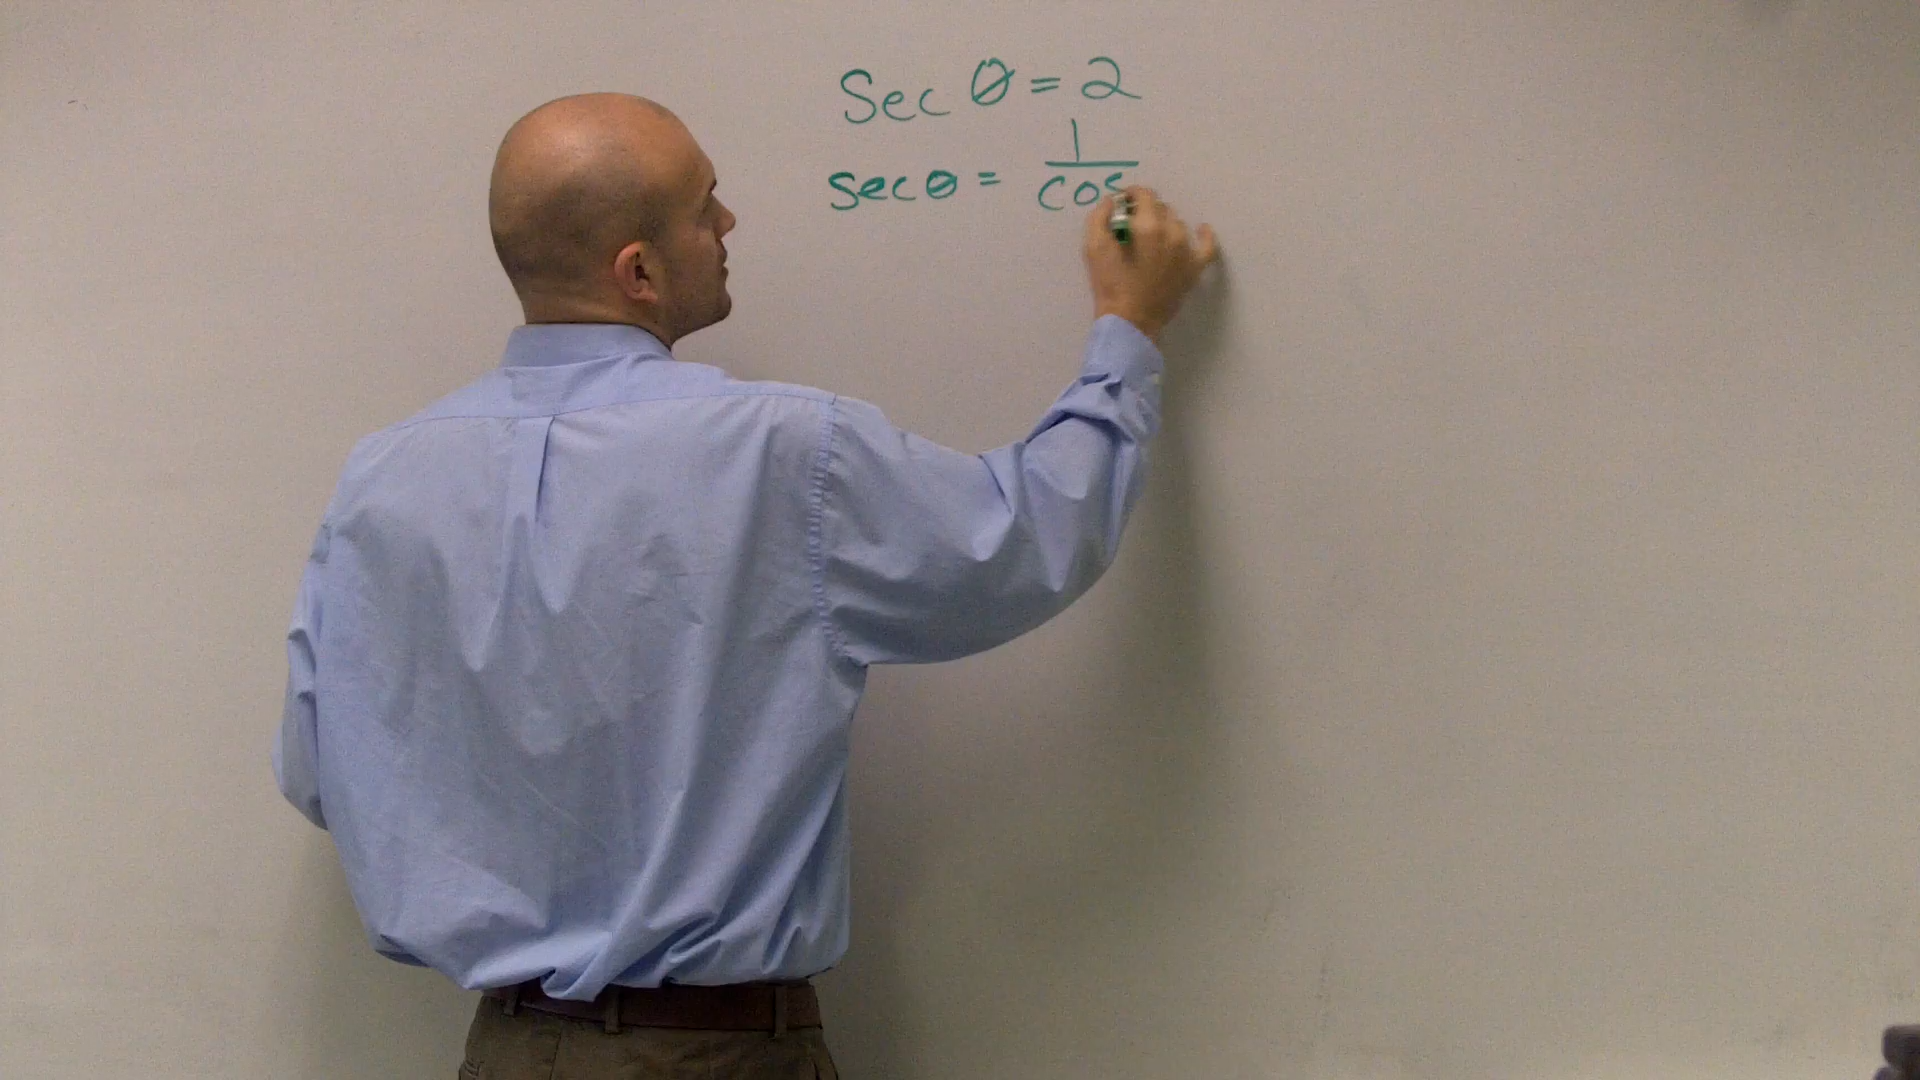 Sec θ = 2
sec θ = 1/cos